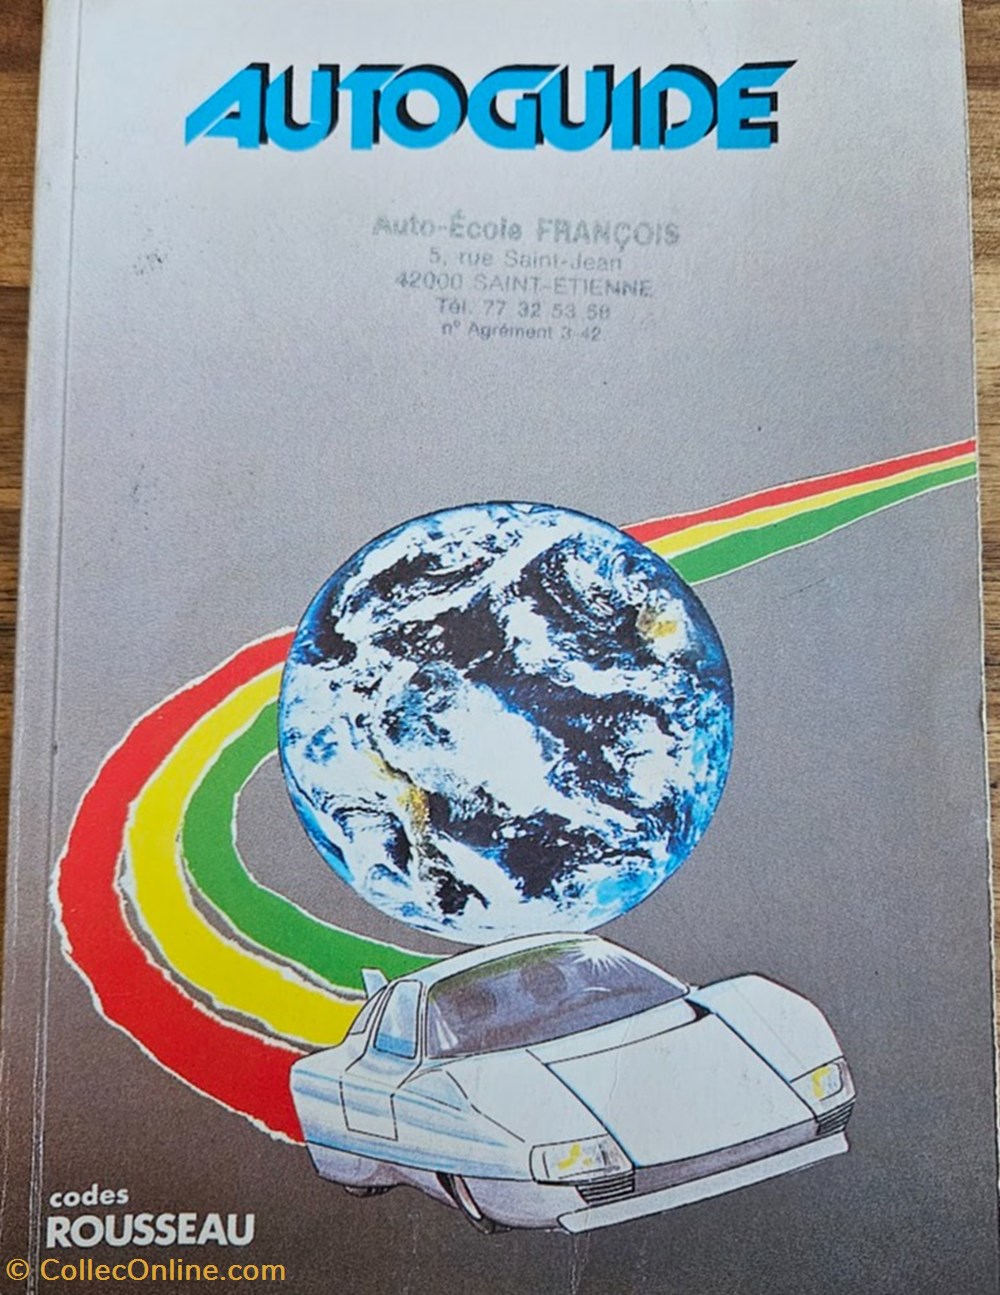 AUTOGUIDE
Auto-École FRANÇOIS
5, rue Saint-Jean
42000 SAINT-ETIENNE
Tél. 77 32 53 58
n° Agrément 3-42
codes
ROUSSEAU
© CollecOnline.com